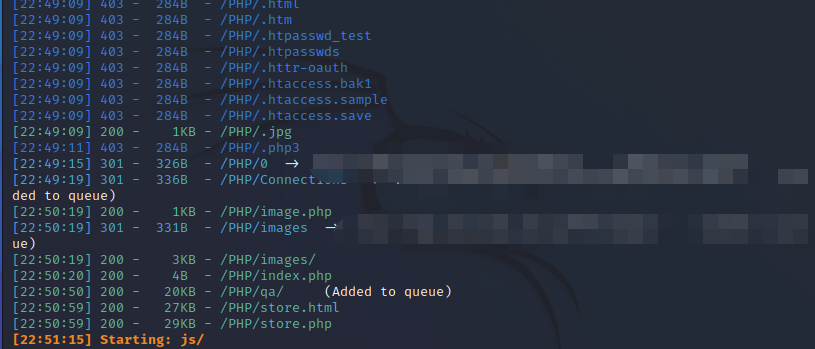 [22:49:09] 403 - 284B - /PHP/.html
[22:49:09] 403 - 284B - /PHP/.htm
[22:49:09] 403 - 284B - /PHP/.htpasswd_test
[22:49:09] 403 - 284B - /PHP/.htpasswds
[22:49:09] 403 - 284B - /PHP/.httr-oauth
[22:49:09] 403 - 284B - /PHP/.htaccess.bak1
[22:49:09] 403 - 284B - /PHP/.htaccess.sample
[22:49:09] 403 - 284B - /PHP/.htaccess.save
[22:49:09] 200 - 1KB - /PHP/.jpg
[22:49:11] 403 - 284B - /PHP/.php3
[22:49:15] 301 - 326B - /PHP/0 ->
[22:49:19] 301 - 336B - /PHP/Connections
ded to queue)
[22:50:19] 200 - 1KB - /PHP/image.php
[22:50:19] 301 - 331B - /PHP/images ->
ue)
[22:50:19] 200 - 3KB - /PHP/images/
[22:50:20] 200 - 4B - /PHP/index.php
[22:50:50] 200 - 20KB - /PHP/qa/ (Added to queue)
[22:50:59] 200 - 27KB - /PHP/store.html
[22:50:59] 200 - 29KB - /PHP/store.php
[22:51:15] Starting: js/